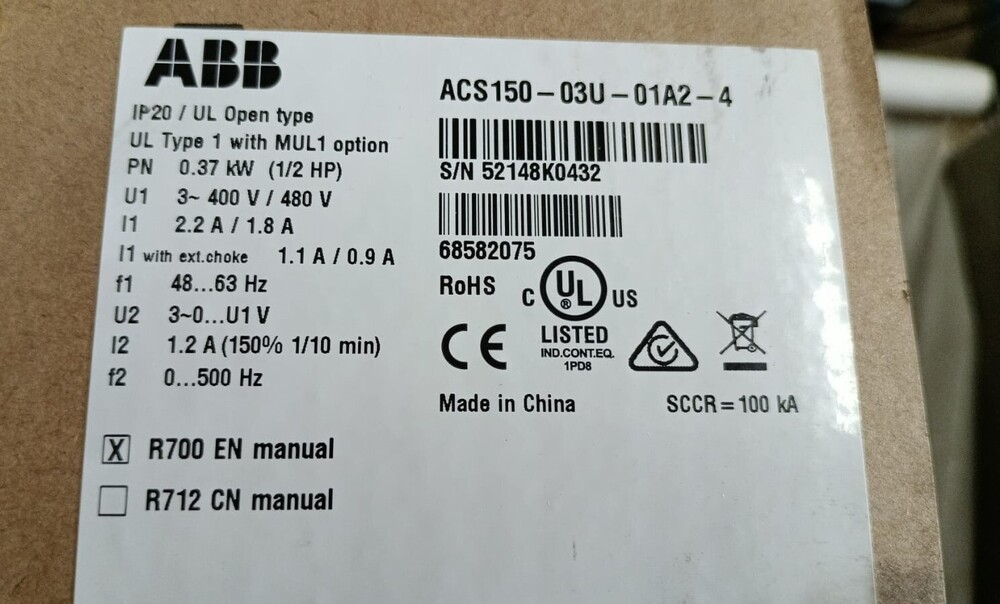 ABB
IP20 / UL Open type
UL Type 1 with MUL1 option
PN 0.37 kW (1/2 HP)
U1 3~ 400 V / 480 V
I1 2.2 A / 1.8 A
I1 with ext.choke 1.1 A / 0.9 A
f1 48...63 Hz
U2 3~0...U1 V
I2 1.2 A (150% 1/10 min)
f2 0...500 Hz
X R700 EN manual
R712 CN manual
ACS150-03U-01A2-4
S/N 52148K0432
68582075
RoHS
C UL ® US
LISTED
IND.CONT.EQ.
1PD8
CE
Made in China
SCCR = 100 kA